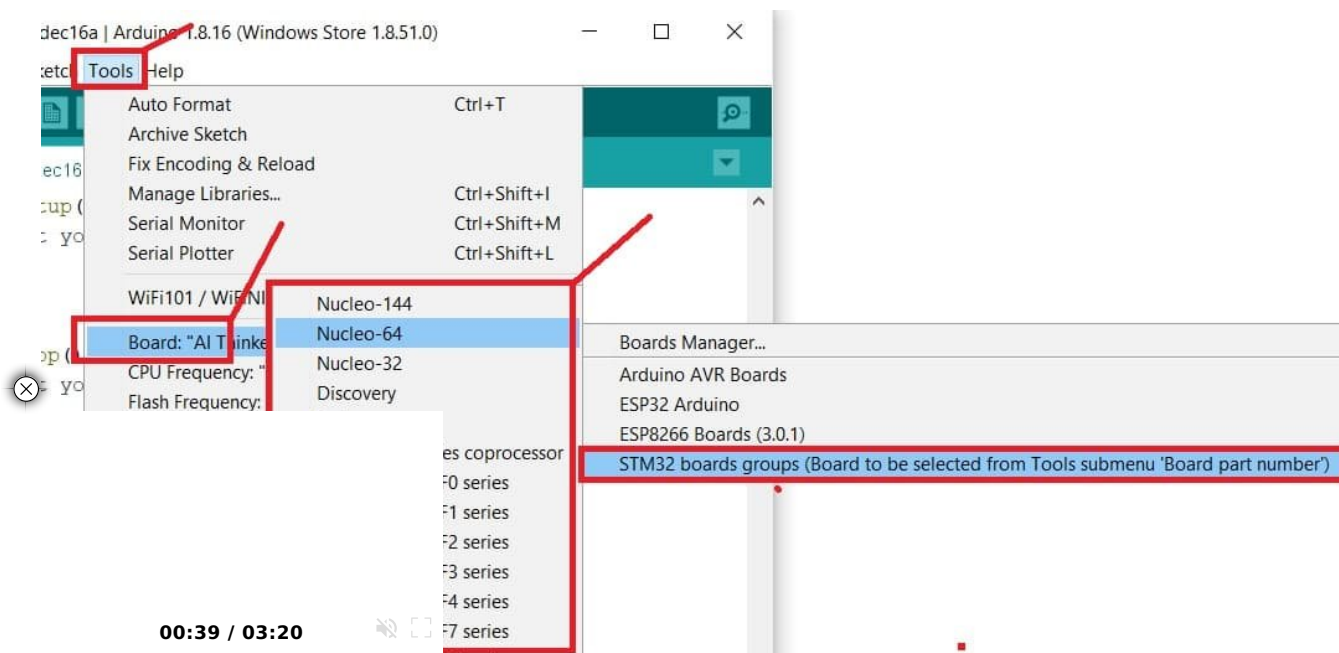 dec16a | Arduino 1.8.16 (Windows Store 1.8.51.0)
Tools Help
Auto Format Ctrl+T
Archive Sketch
Fix Encoding & Reload
ec16
Manage Libraries... Ctrl+Shift+I
Serial Monitor Ctrl+Shift+M
yo
Serial Plotter Ctrl+Shift+L
WiFi101 /
Nucleo-144
Board: "AI Thinke
Nucleo-64
Boards Manager...
CPU Frequency: "
Nucleo-32
Arduino AVR Boards
yo
Flash Frequency:
Discovery
ESP32 Arduino
ESP8266 Boards (3.0.1)
es coprocessor
STM32 boards groups (Board to be selected from Tools submenu 'Board part number')
F0 series
F1 series
F2 series
F3 series
F4 series
F7 series
00:39 / 03:20